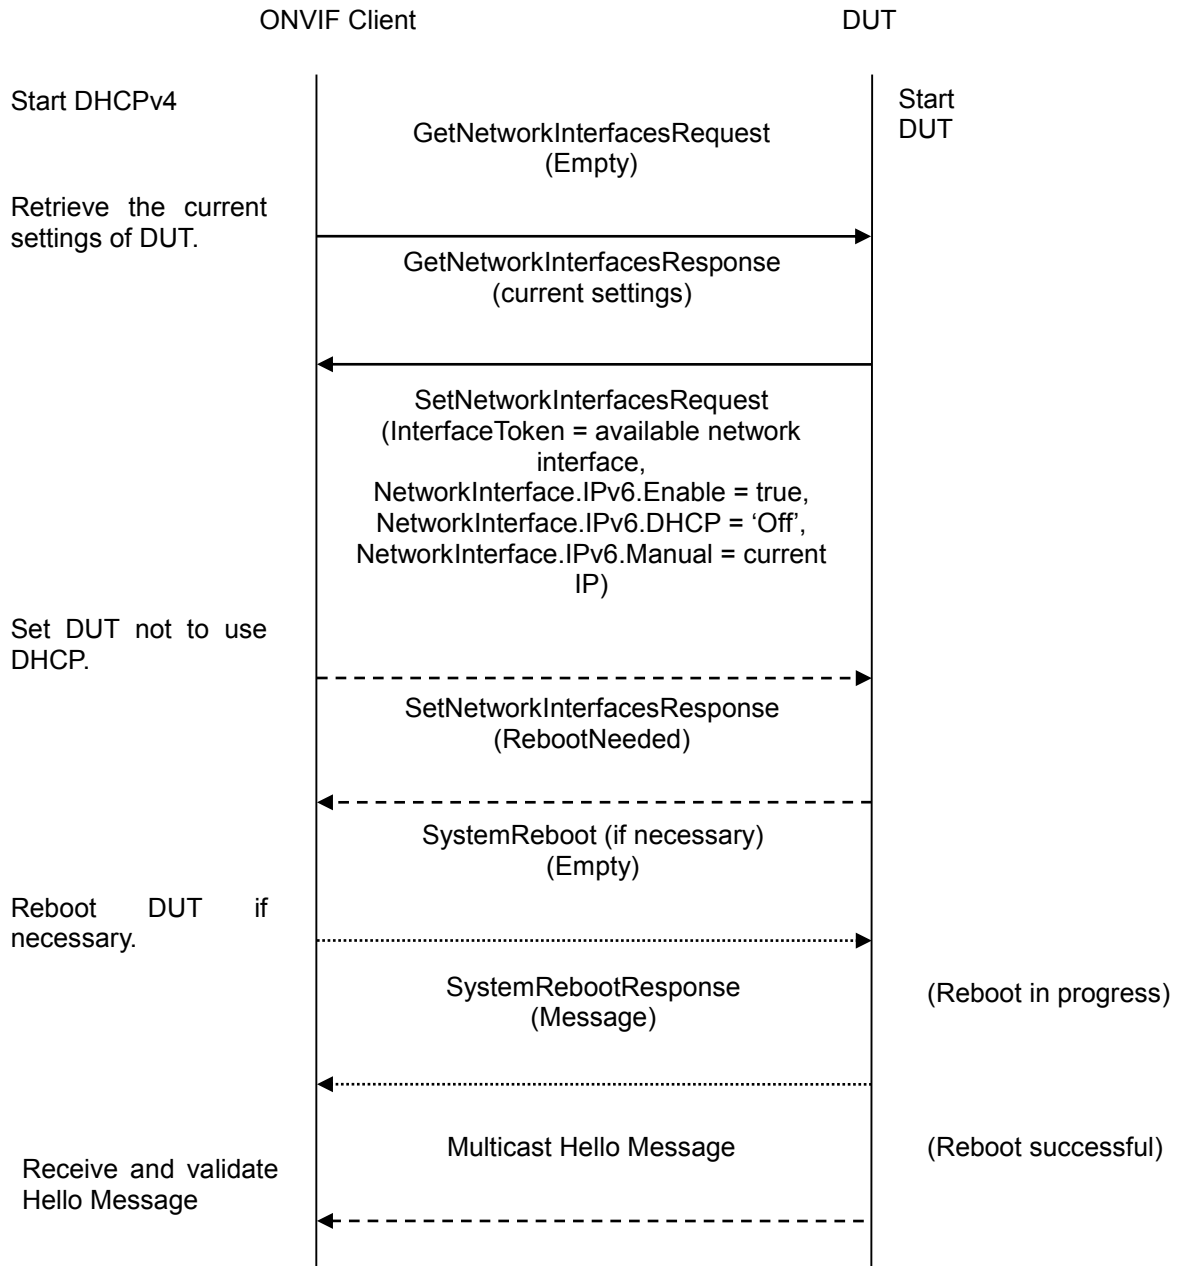 ONVIF Client
DUT
Start DHCPv4
Start
DUT
GetNetworkInterfacesRequest
(Empty)
Retrieve the current
settings of DUT.
GetNetworkInterfacesResponse
(current settings)
SetNetworkInterfacesRequest
(InterfaceToken = available network
interface,
NetworkInterface.IPv6.Enable = true,
NetworkInterface.IPv6.DHCP = ‘Off’,
NetworkInterface.IPv6.Manual = current
IP)
Set DUT not to use
DHCP.
SetNetworkInterfacesResponse
(RebootNeeded)
SystemReboot (if necessary)
(Empty)
Reboot DUT if
necessary.
SystemRebootResponse
(Message)
(Reboot in progress)
Multicast Hello Message
(Reboot successful)
Receive and validate
Hello Message